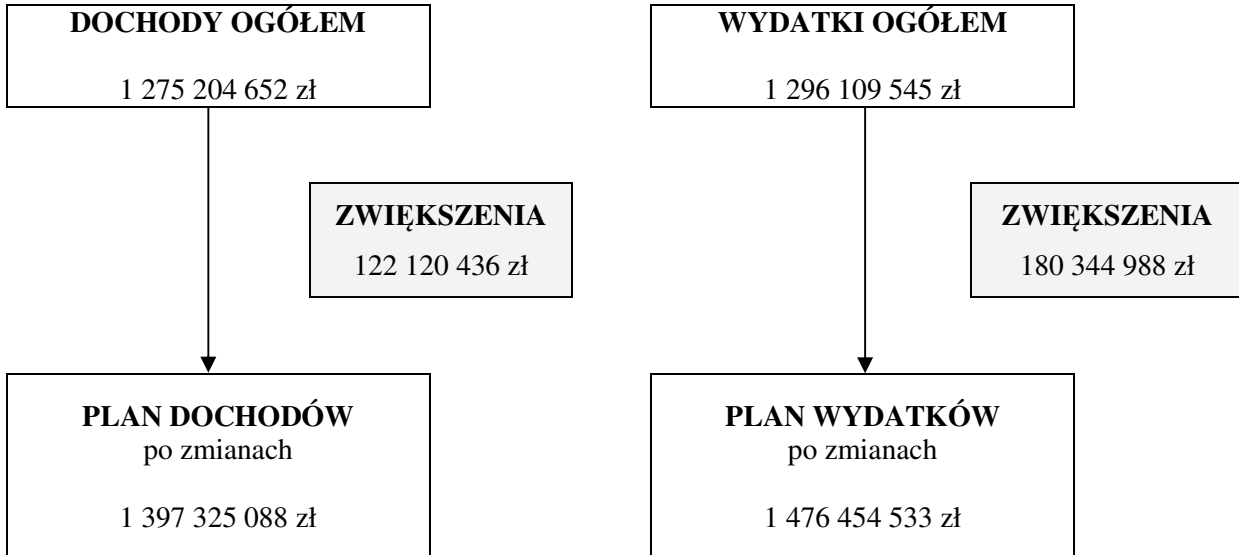 DOCHODY OGÓŁEM
1 275 204 652 zł
WYDATKI OGÓŁEM
1 296 109 545 zł
ZWIĘKSZENIA
122 120 436 zł
ZWIĘKSZENIA
180 344 988 zł
PLAN DOCHODÓW
po zmianach
1 397 325 088 zł
PLAN WYDATKÓW
po zmianach
1 476 454 533 zł